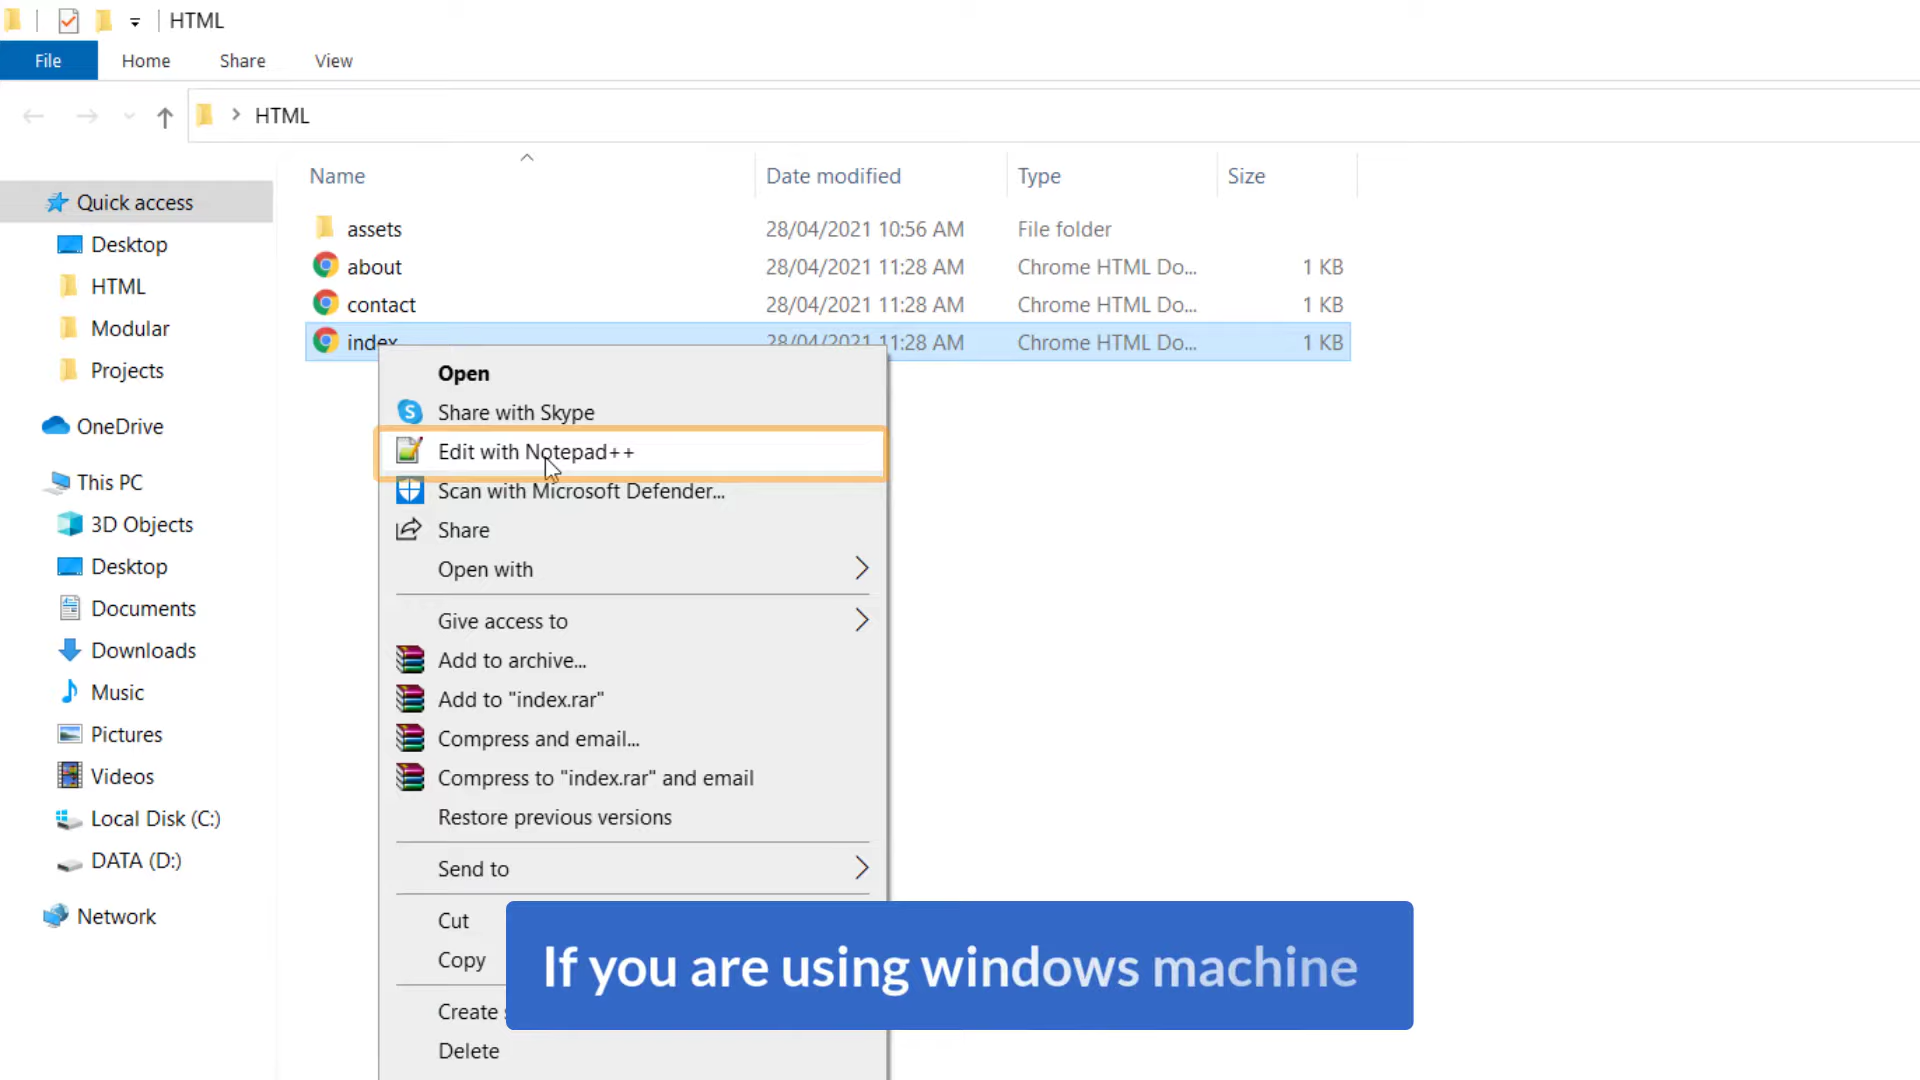 HTML
File Home Share View
HTML
Name Date modified Type Size
Quick access
Desktop
HTML
Modular
Projects
OneDrive
This PC
3D Objects
Desktop
Documents
Downloads
Music
Pictures
Videos
Local Disk (C:)
DATA (D:)
Network
assets 28/04/2021 10:56 AM File folder
about 28/04/2021 11:28 AM Chrome HTML Do... 1 KB
contact 28/04/2021 11:28 AM Chrome HTML Do... 1 KB
index 28/04/2021 11:28 AM Chrome HTML Do... 1 KB
Open
Share with Skype
Edit with Notepad++
Scan with Microsoft Defender...
Share
Open with
Give access to
Add to archive...
Add to "index.rar"
Compress and email...
Compress to "index.rar" and email
Restore previous versions
Send to
Cut
Copy
Create
Delete
If you are using windows machine